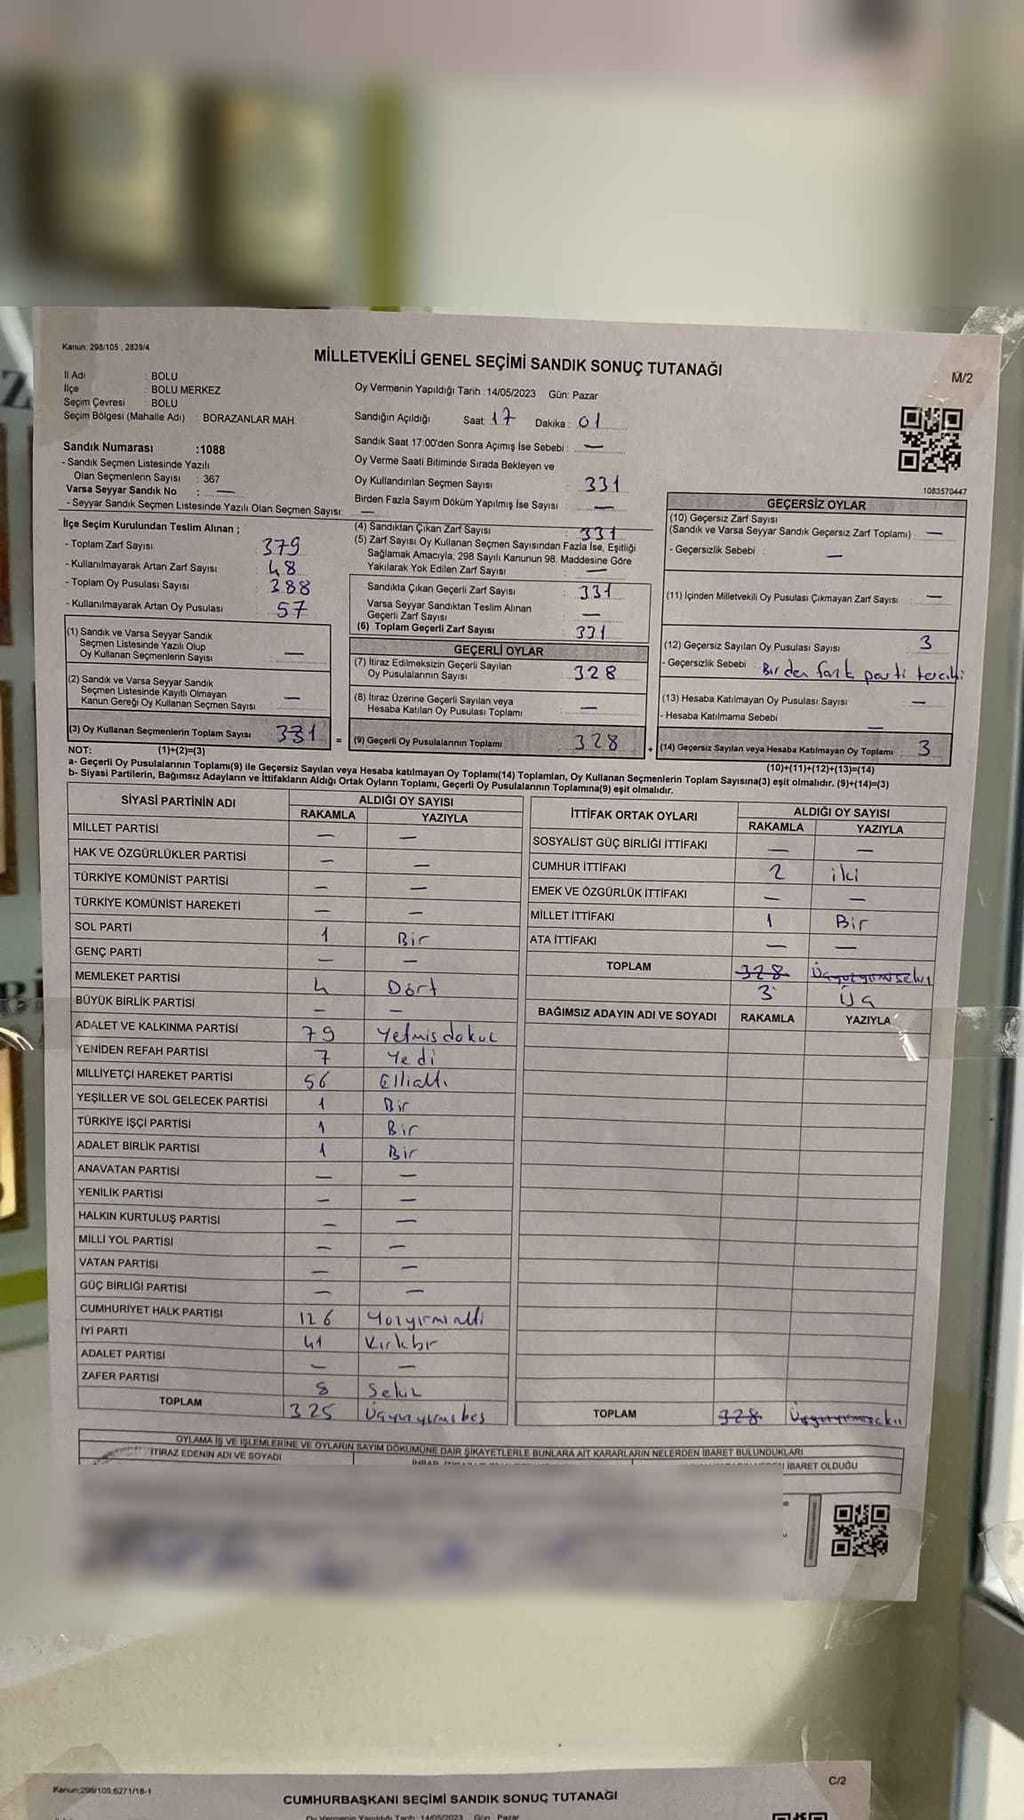 Kanun: 298/105 , 2839/4
MİLLETVEKİLİ GENEL SEÇİMİ SANDIK SONUÇ TUTANAĞI
M/2
İl Adı : BOLU
İlçe : BOLU MERKEZ
Seçim Çevresi : BOLU
Seçim Bölgesi (Mahalle Adı) BORAZANLAR MAH.
Oy Vermenin Yapıldığı Tarih : 14/05/2023 Gün: Pazar
Sandığın Açıldığı Saat: 17 Dakika : 01
Sandık Saat 17:00'den Sonra Açımış İse Sebebi : —
Oy Verme Saati Bitiminde Sırada Bekleyen ve
Oy Kullandırılan Seçmen Sayısı : 331
Birden Fazla Sayım Döküm Yapılmış İse Sayısı : —
Sandık Numarası :1088
- Sandık Seçmen Listesinde Yazılı
Olan Seçmenlerin Sayısı : 367
Varsa Seyyar Sandık No : —
- Seyyar Sandık Seçmen Listesinde Yazılı Olan Seçmen Sayısı: —
1083570447
İlçe Seçim Kurulundan Teslim Alınan ;
- Toplam Zarf Sayısı : 379
- Kullanılmayarak Artan Zarf Sayısı : 48
- Toplam Oy Pusulası Sayısı : 388
- Kullanılmayarak Artan Oy Pusulası : 57
(1) Sandık ve Varsa Seyyar Sandık
Seçmen Listesinde Yazılı Olup
Oy Kullanan Seçmenlerin Sayısı : —
(2) Sandık ve Varsa Seyyar Sandık
Seçmen Listesinde Kayıtlı Olmayan
Kanun Gereği Oy Kullanan Seçmen Sayısı : —
(3) Oy Kullanan Seçmenlerin Toplam Sayısı : 331 =
(4) Sandıktan Çıkan Zarf Sayısı : 331
(5) Zarf Sayısı Oy Kullanan Seçmen Sayısından Fazla İse, Eşitliği
Sağlamak Amacıyla, 298 Sayılı Kanunun 98. Maddesine Göre
Yakılarak Yok Edilen Zarf Sayısı : —
Sandıkta Çıkan Geçerli Zarf Sayısı : 331
Varsa Seyyar Sandıktan Teslim Alınan
Geçerli Zarf Sayısı : —
(6) Toplam Geçerli Zarf Sayısı : 331
GEÇERLİ OYLAR
(7) İtiraz Edilmeksizin Geçerli Sayılan
Oy Pusulalarının Sayısı : 328
(8) İtiraz Üzerine Geçerli Sayılan veya
Hesaba Katılan Oy Pusulası Toplamı : —
(9) Geçerli Oy Pusulalarının Toplamı : 328 +
GEÇERSİZ OYLAR
(10) Geçersiz Zarf Sayısı
(Sandık ve Varsa Seyyar Sandık Geçersiz Zarf Toplamı) : —
- Geçersizlik Sebebi : —
(11) İçinden Milletvekili Oy Pusulası Çıkmayan Zarf Sayısı : —
(12) Geçersiz Sayılan Oy Pusulası Sayısı : 3
- Geçersizlik Sebebi : Birden fazla parti tercihi
(13) Hesaba Katılmayan Oy Pusulası Sayısı : —
- Hesaba Katılmama Sebebi : —
(14) Geçersiz Sayılan veya Hesaba Katılmayan Oy Toplamı : 3
NOT: (1)+(2)=(3)
(10)+(11)+(12)+(13)=(14)
a- Geçerli Oy Pusulalarının Toplamı(9) ile Geçersiz Sayılan veya Hesaba katılmayan Oy Toplamı(14) Toplamları, Oy Kullanan Seçmenlerin Toplam Sayısına(3) eşit olmalıdır. (9)+(14)=(3)
b- Siyasi Partilerin, Bağımsız Adayların ve İttifakların Aldığı Ortak Oyların Toplamı, Geçerli Oy Pusulalarının Toplamına(9) eşit olmalıdır.
SİYASİ PARTİNİN ADI ALDIĞI OY SAYISI
RAKAMLA YAZIYLA
MİLLET PARTİSİ — —
HAK VE ÖZGÜRLÜKLER PARTİSİ — —
TÜRKİYE KOMÜNİST PARTİSİ — —
TÜRKİYE KOMÜNİST HAREKETİ — —
SOL PARTİ 1 Bir
GENÇ PARTİ — —
MEMLEKET PARTİSİ 4 Dört
BÜYÜK BİRLİK PARTİSİ — —
ADALET VE KALKINMA PARTİSİ 79 Yetmişdokuz
YENİDEN REFAH PARTİSİ 7 Yedi
MİLLİYETÇİ HAREKET PARTİSİ 56 Elliadı
YEŞİLLER VE SOL GELECEK PARTİSİ 1 Bir
TÜRKİYE İŞÇİ PARTİSİ 1 Bir
ADALET BİRLİK PARTİSİ 1 Bir
ANAVATAN PARTİSİ — —
YENİLİK PARTİSİ — —
HALKIN KURTULUŞ PARTİSİ — —
MİLLİ YOL PARTİSİ — —
VATAN PARTİSİ — —
GÜÇ BİRLİĞİ PARTİSİ — —
CUMHURİYET HALK PARTİSİ 126 Yüzyirmialtı
İYİ PARTİ 41 Kırkbir
ADALET PARTİSİ — —
ZAFER PARTİSİ 8 Sekiz
TOPLAM 325 Üçyüzyirmibeş
İTTİFAK ORTAK OYLARI ALDIĞI OY SAYISI
RAKAMLA YAZIYLA
SOSYALİST GÜÇ BİRLİĞİ İTTİFAKI — —
CUMHUR İTTİFAKI 2 iki
EMEK VE ÖZGÜRLÜK İTTİFAKI — —
MİLLET İTTİFAKI 1 Bir
ATA İTTİFAKI — —
TOPLAM 328 Üçyüzyirmisekiz
3 Üç
BAĞIMSIZ ADAYIN ADI VE SOYADI RAKAMLA YAZIYLA
TOPLAM 328 Üçyüzyirmisekiz
OYLAMA İŞ VE İŞLEMLERİNE VE OYLARIN SAYIM DÖKÜMÜNE DAİR ŞİKAYETLERLE BUNLARA AİT KARARLARIN NELERDEN İBARET BULUNDUKLARI
İTİRAZ EDENİN ADI VE SOYADI
İBARET OLDUĞU
Kanun:298/105,6271/18-1
C/2
CUMHURBAŞKANI SEÇİMİ SANDIK SONUÇ TUTANAĞI
Oy Vermenin Yapıldığı Tarih : 14/05/2023 Gün: Pazar